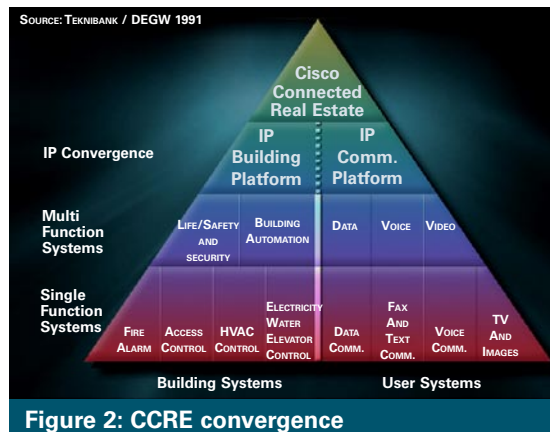 SOURCE: TEKNIBANK / DEGW 1991
Cisco
Connected
Real Estate
IP Convergence
IP
Building
Platform
IP
Comm.
Platform
Multi
Function
Systems
LIFE/SAFETY
AND
SECURITY
BUILDING
AUTOMATION
DATA
VOICE
VIDEO
Single
Function
Systems
FIRE
ALARM
ACCESS
CONTROL
HVAC
CONTROL
ELECTRICITY
WATER
ELEVATOR
CONTROL
DATA
COMM.
FAX
AND
TEXT
COMM.
VOICE
COMM.
TV
AND
IMAGES
Building Systems
User Systems
Figure 2: CCRE convergence